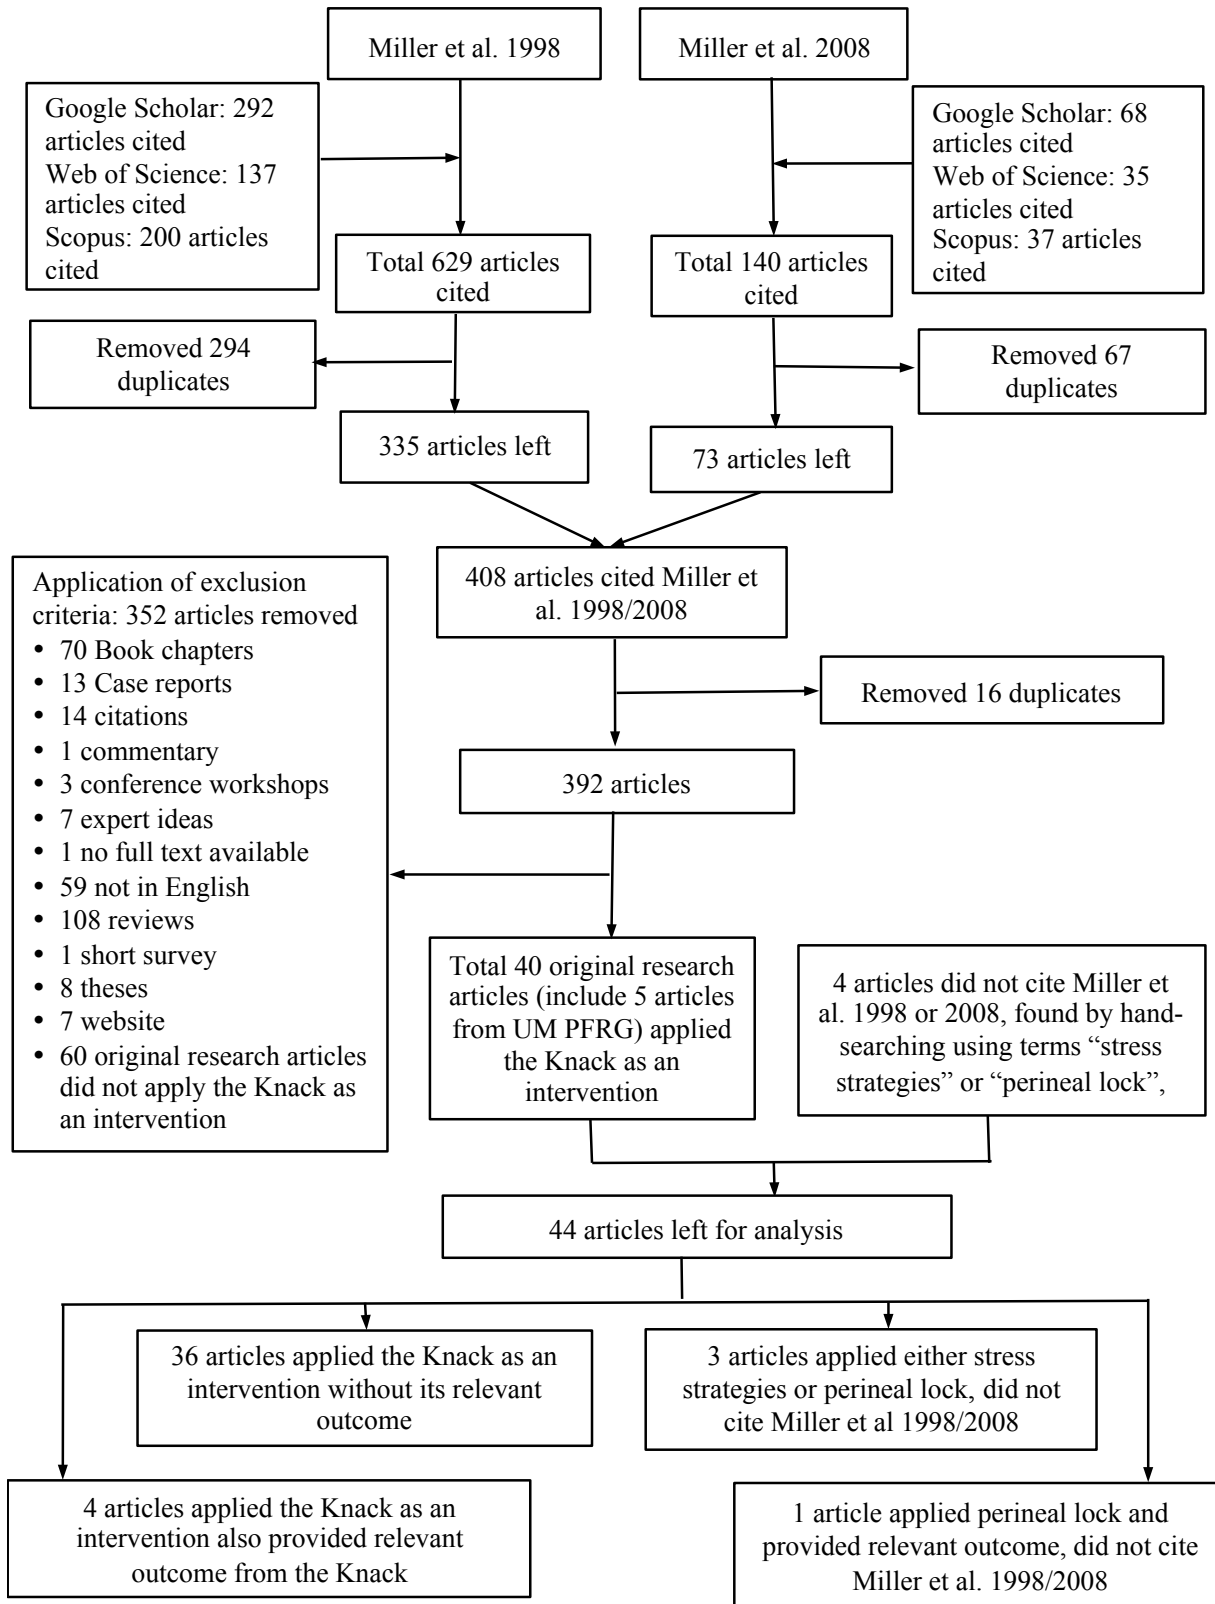 Miller et al. 1998
Miller et al. 2008
Google Scholar: 292
articles cited
Web of Science: 137
articles cited
Scopus: 200 articles
cited
Google Scholar: 68
articles cited
Web of Science: 35
articles cited
Scopus: 37 articles
cited
Total 629 articles
cited
Total 140 articles
cited
Removed 294
duplicates
Removed 67
duplicates
335 articles left
73 articles left
408 articles cited Miller et
al. 1998/2008
Removed 16 duplicates
392 articles
Application of exclusion
criteria: 352 articles removed
• 70 Book chapters
• 13 Case reports
• 14 citations
• 1 commentary
• 3 conference workshops
• 7 expert ideas
• 1 no full text available
• 59 not in English
• 108 reviews
• 1 short survey
• 8 theses
• 7 website
• 60 original research articles
did not apply the Knack as
an intervention
Total 40 original research
articles (include 5 articles
from UM PFRG) applied
the Knack as an
intervention
4 articles did not cite Miller
et al. 1998 or 2008, found by hand-
searching using terms “stress
strategies” or “perineal lock”,
44 articles left for analysis
36 articles applied the Knack as an
intervention without its relevant
outcome
3 articles applied either stress
strategies or perineal lock, did not
cite Miller et al 1998/2008
4 articles applied the Knack as an
intervention also provided relevant
outcome from the Knack
1 article applied perineal lock and
provided relevant outcome, did not cite
Miller et al. 1998/2008